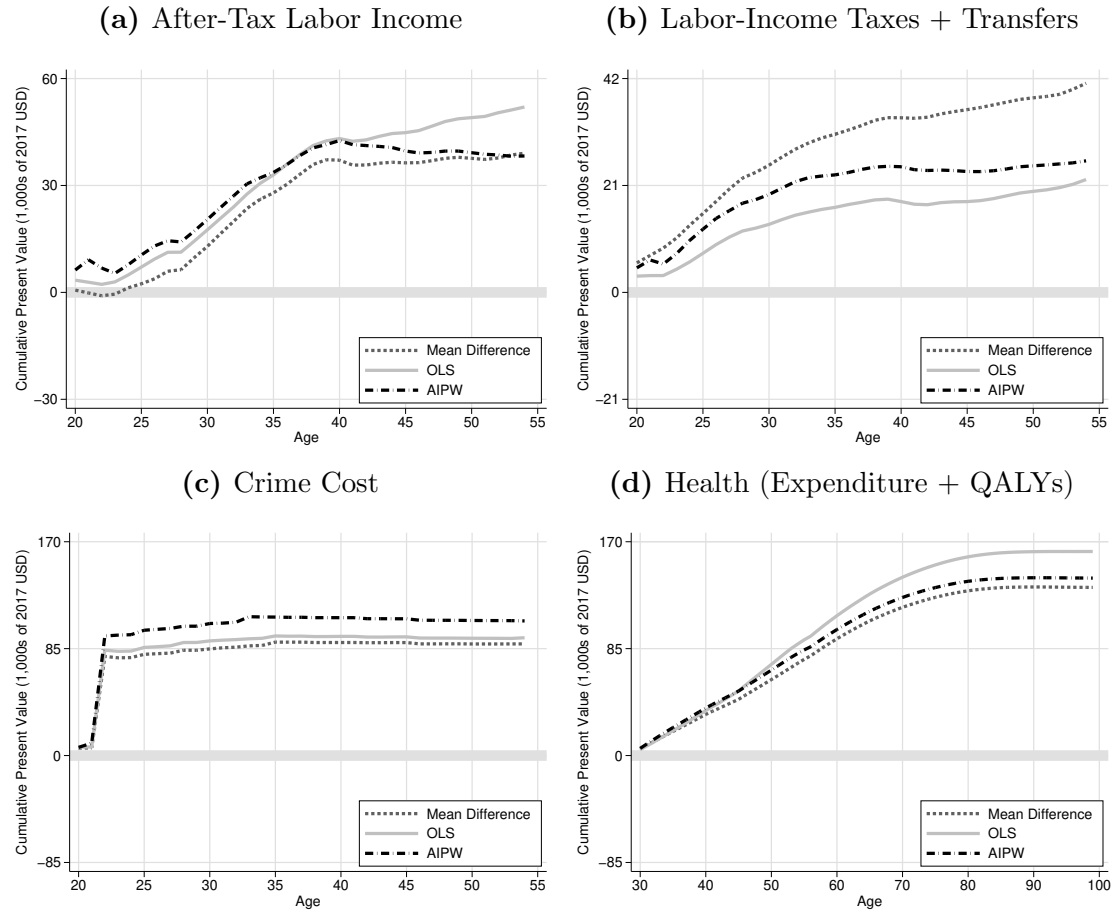 (a) After-Tax Labor Income
Cumulative Present Value (1,000s of 2017 USD)
60
30
0
−30
20 25 30 35 40 45 50 55
Age
Mean Difference
OLS
AIPW
(b) Labor-Income Taxes + Transfers
Cumulative Present Value (1,000s of 2017 USD)
42
21
0
−21
20 25 30 35 40 45 50 55
Age
Mean Difference
OLS
AIPW
(c) Crime Cost
Cumulative Present Value (1,000s of 2017 USD)
170
85
0
−85
20 25 30 35 40 45 50 55
Age
Mean Difference
OLS
AIPW
(d) Health (Expenditure + QALYs)
Cumulative Present Value (1,000s of 2017 USD)
170
85
0
−85
30 40 50 60 70 80 90 100
Age
Mean Difference
OLS
AIPW